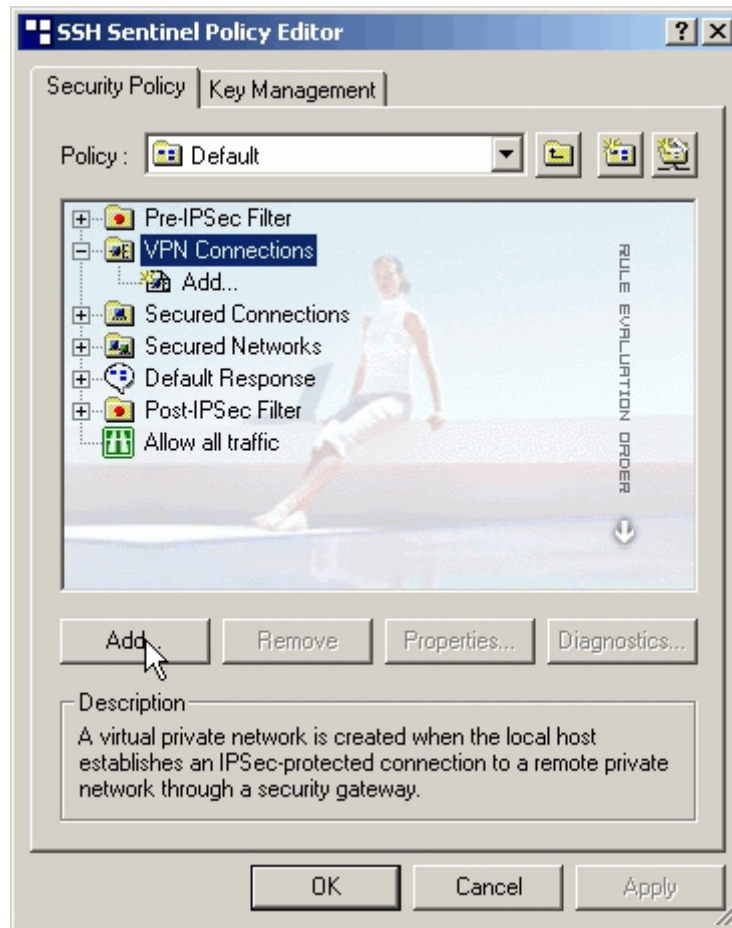 SSH Sentinel Policy Editor
Security Policy
Key Management
Policy :
Default
Pre-IPSec Filter
VPN Connections
Add...
Secured Connections
Secured Networks
Default Response
Post-IPSec Filter
Allow all traffic
RULE EVALUATION ORDER
Add...
Remove
Properties...
Diagnostics...
Description
A virtual private network is created when the local host
establishes an IPSec-protected connection to a remote private
network through a security gateway.
OK
Cancel
Apply